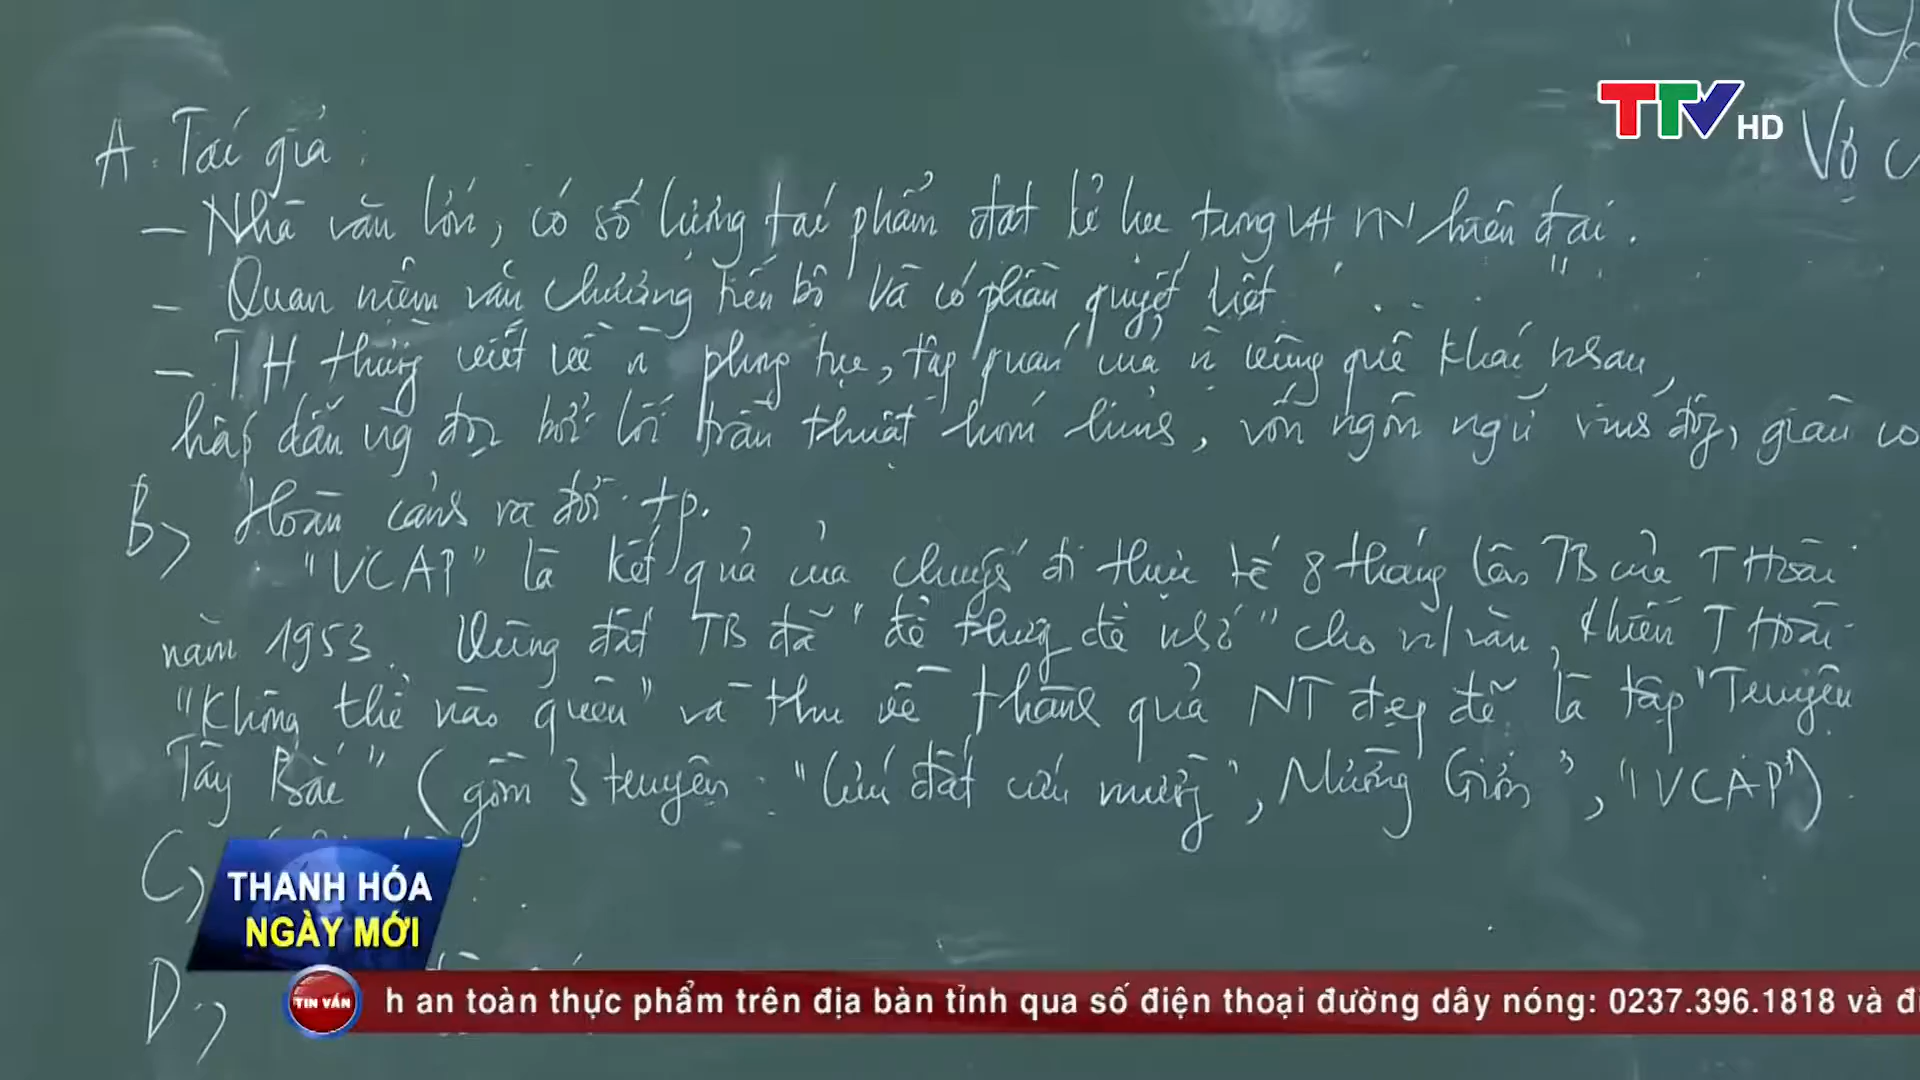 TTV HD
Vợ
A. Tác giả:
- Nhà văn lớn, có số lượng tác phẩm đạt kỉ lục trong VH VN hiện đại.
- Quan niệm văn chương tiến bộ và có phần "quyết liệt"
- TH thường viết về n~ phong tục, tập quán của n~ vùng quê khác nhau,
hấp dẫn ng đọc bởi lối trần thuật hóm hỉnh, vốn ngôn ngữ sinh động, giàu có
B) Hoàn cảnh ra đời tp.
"VCAP" là kết quả của chuyến đi thực tế 8 tháng lên TB của T Hoài
năm 1953. Vùng đất TB đã "để thương để nhớ" cho n/văn, khiến T Hoài
"Không thể nào quên" và thu về thành quả NT đẹp đẽ là tập "Truyện
Tây Bắc" (gồm 3 truyện: "Cứu đất cứu mường", Mường Giơn", "VCAP")
C)
THANH HÓA
NGÀY MỚI
D)
TIN VẮN
h an toàn thực phẩm trên địa bàn tỉnh qua số điện thoại đường dây nóng: 0237.396.1818 và đi